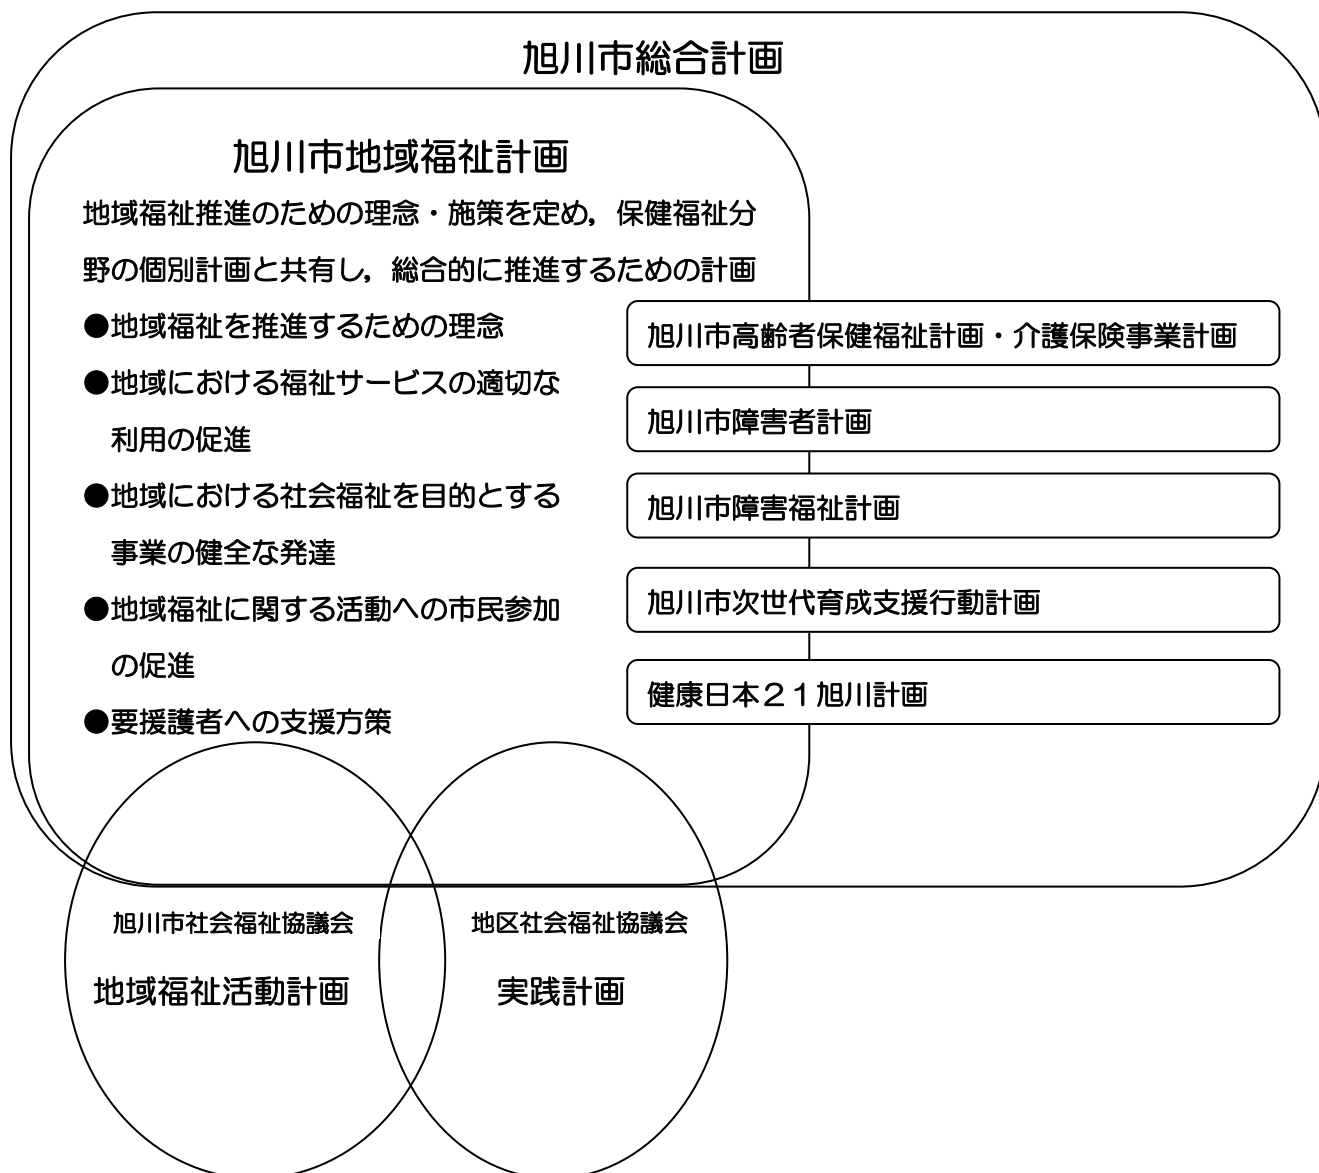 旭川市総合計画
旭川市地域福祉計画
地域福祉推進のための理念・施策を定め，保健福祉分
野の個別計画と共有し，総合的に推進するための計画
●地域福祉を推進するための理念
●地域における福祉サービスの適切な
利用の促進
●地域における社会福祉を目的とする
事業の健全な発達
●地域福祉に関する活動への市民参加
の促進
●要援護者への支援方策
旭川市高齢者保健福祉計画・介護保険事業計画
旭川市障害者計画
旭川市障害福祉計画
旭川市次世代育成支援行動計画
健康日本２１旭川計画
旭川市社会福祉協議会
地域福祉活動計画
地区社会福祉協議会
実践計画